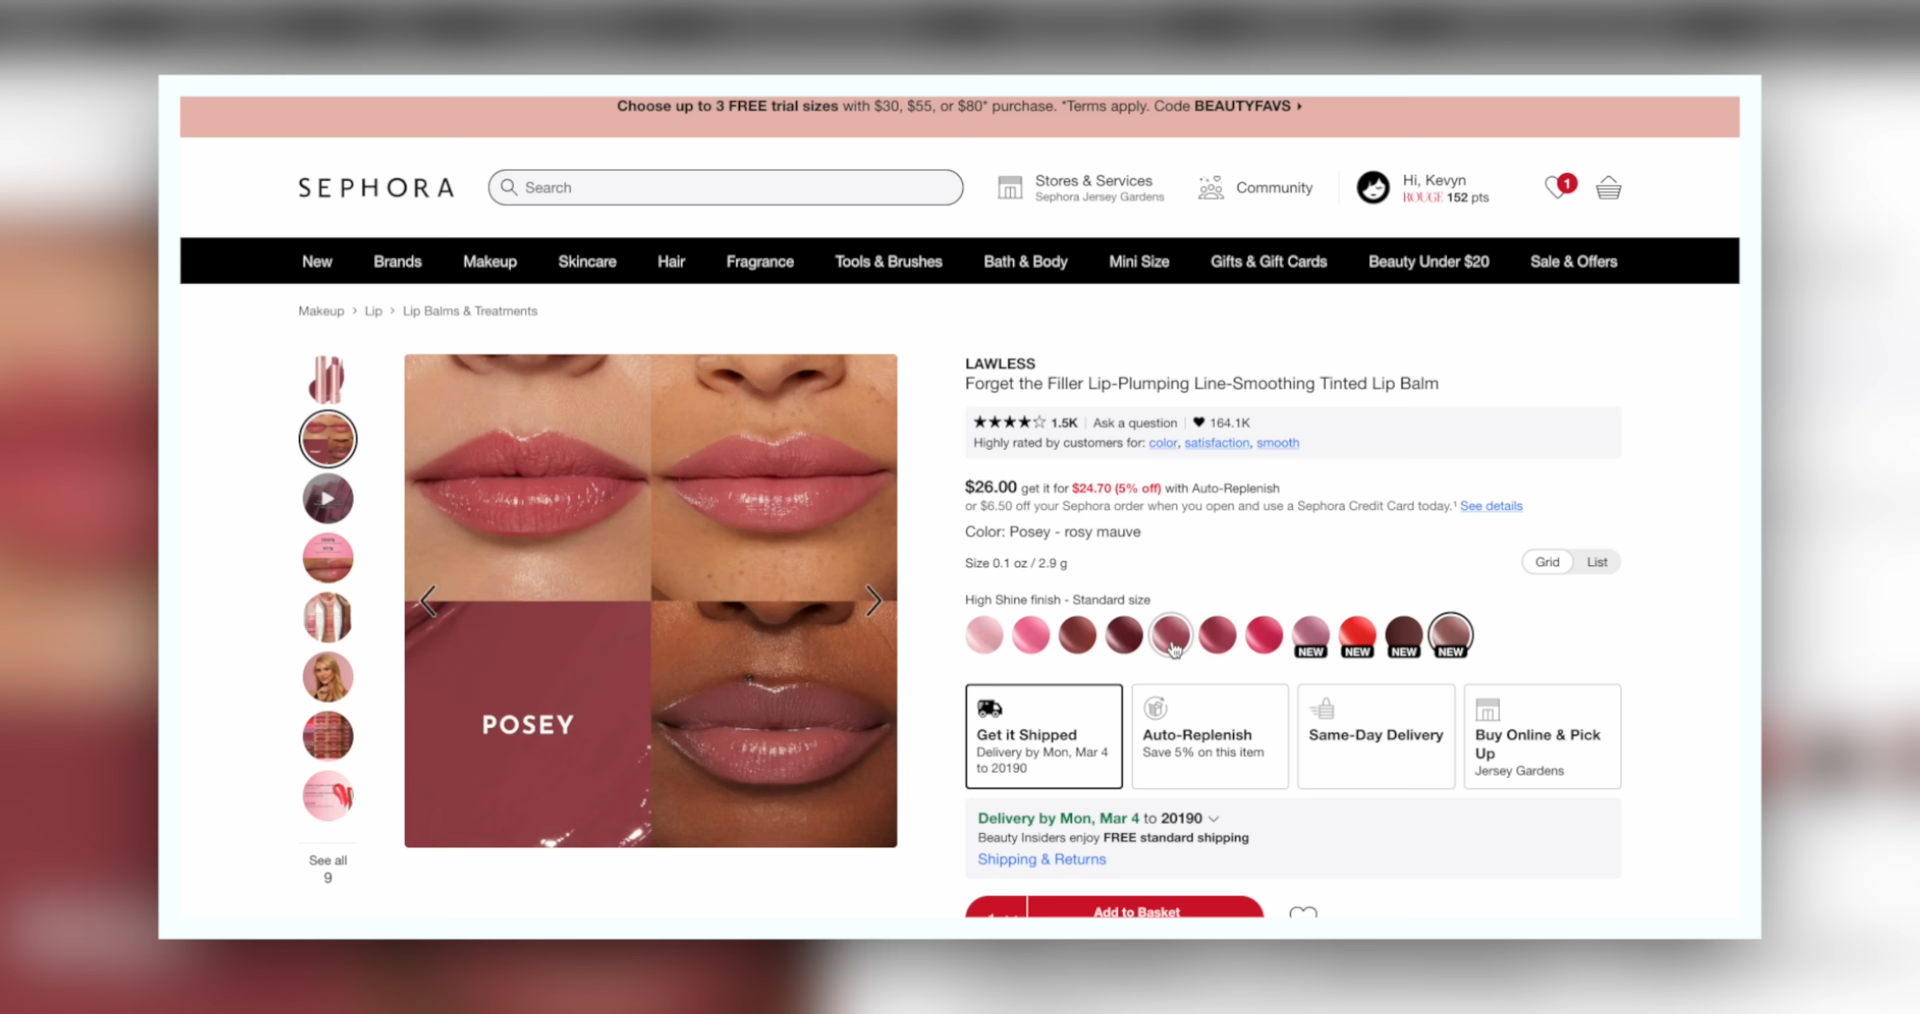 Choose up to 3 FREE trial sizes with $30, $55, or $80* purchase. *Terms apply. Code BEAUTYFAVS
SEPHORA
Search
Stores & Services
Sephora Jersey Gardens
Community
Hi, Kevyn
ROUGE 152 pts
1
New Brands Makeup Skincare Hair Fragrance Tools & Brushes Bath & Body Mini Size Gifts & Gift Cards Beauty Under $20 Sale & Offers
Makeup > Lip > Lip Balms & Treatments
See all
9
POSEY
LAWLESS
Forget the Filler Lip-Plumping Line-Smoothing Tinted Lip Balm
1.5K Ask a question 164.1K
Highly rated by customers for: color, satisfaction, smooth
$26.00 get it for $24.70 (5% off) with Auto-Replenish
or $6.50 off your Sephora order when you open and use a Sephora Credit Card today.¹ See details
Color: Posey - rosy mauve
Size 0.1 oz / 2.9 g
Grid List
High Shine finish - Standard size
NEW NEW NEW NEW
Get it Shipped
Delivery by Mon, Mar 4
to 20190
Auto-Replenish
Save 5% on this item
Same-Day Delivery
Buy Online & Pick
Up
Jersey Gardens
Delivery by Mon, Mar 4 to 20190
Beauty Insiders enjoy FREE standard shipping
Shipping & Returns
Add to Basket